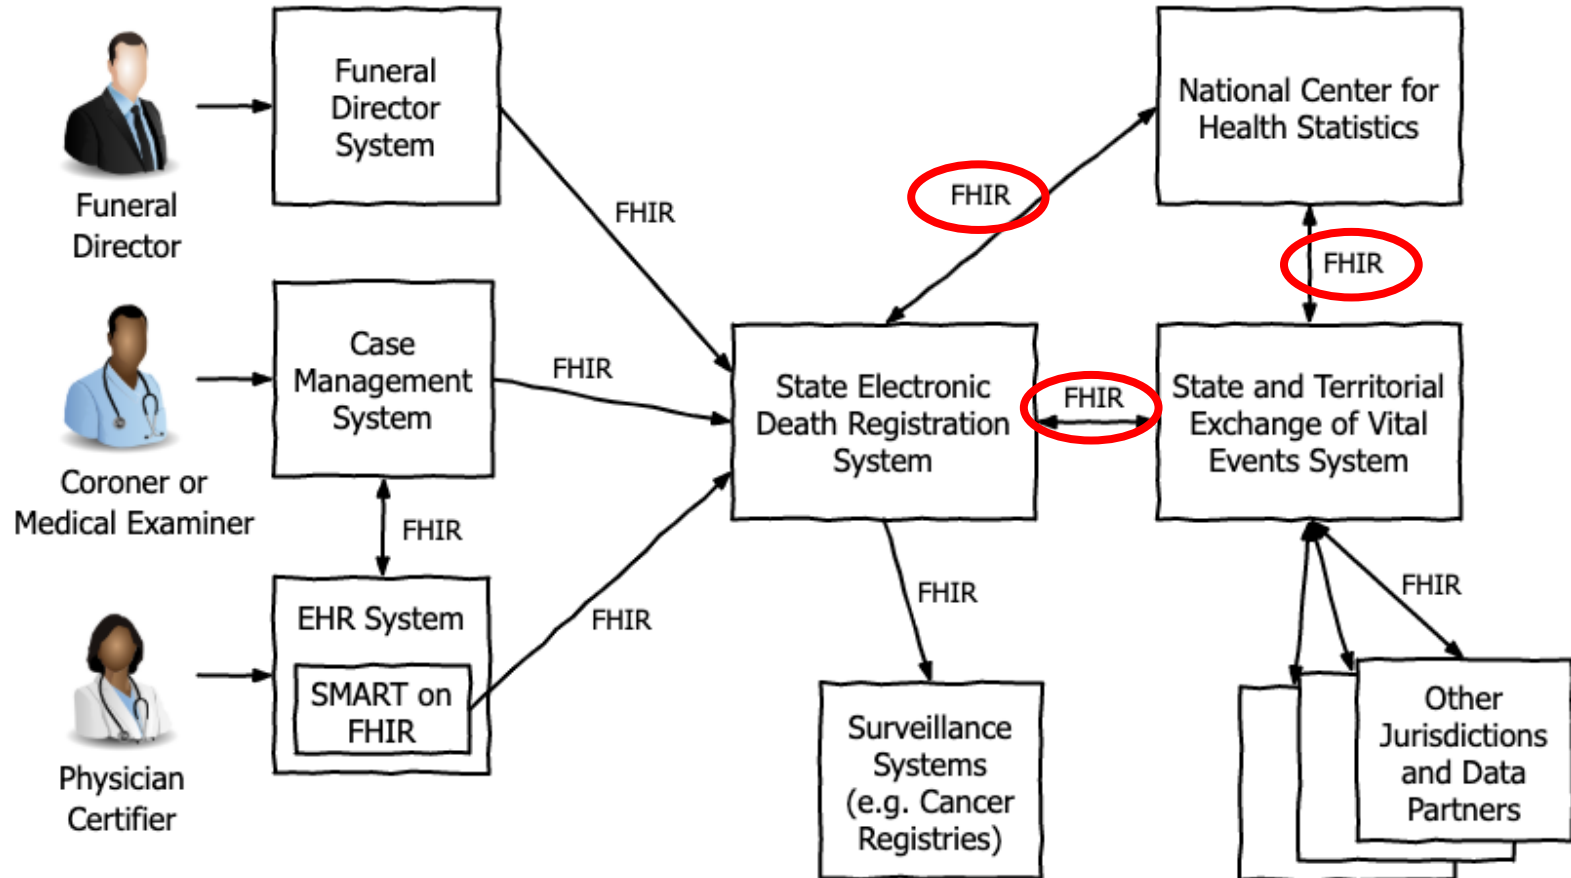 Funeral
Director
Funeral
Director
System
FHIR
Coroner or
Medical Examiner
Case
Management
System
FHIR
FHIR
Physician
Certifier
EHR System
SMART on
FHIR
FHIR
State Electronic
Death Registration
System
FHIR
National Center for
Health Statistics
FHIR
FHIR
State and Territorial
Exchange of Vital
Events System
FHIR
Surveillance
Systems
(e.g. Cancer
Registries)
FHIR
Other
Jurisdictions
and Data
Partners